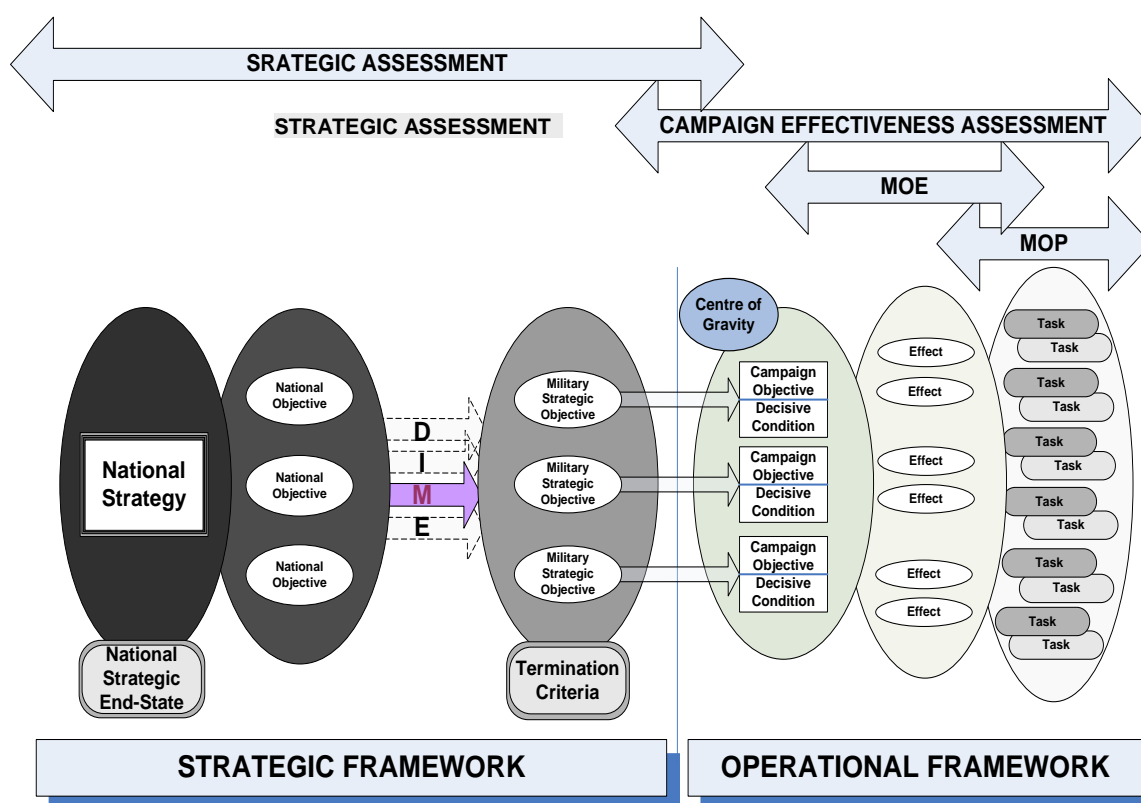 SRATEGIC ASSESSMENT
STRATEGIC ASSESSMENT
CAMPAIGN EFFECTIVENESS ASSESSMENT
MOE
MOP
National
Strategy
National
Strategic
End-State
National
Objective
National
Objective
National
Objective
D
I
M
E
Military
Strategic
Objective
Military
Strategic
Objective
Military
Strategic
Objective
Termination
Criteria
Centre of
Gravity
Campaign
Objective
Decisive
Condition
Campaign
Objective
Decisive
Condition
Campaign
Objective
Decisive
Condition
Effect
Effect
Effect
Effect
Effect
Effect
Task
Task
Task
Task
Task
Task
Task
Task
Task
Task
Task
Task
STRATEGIC FRAMEWORK
OPERATIONAL FRAMEWORK